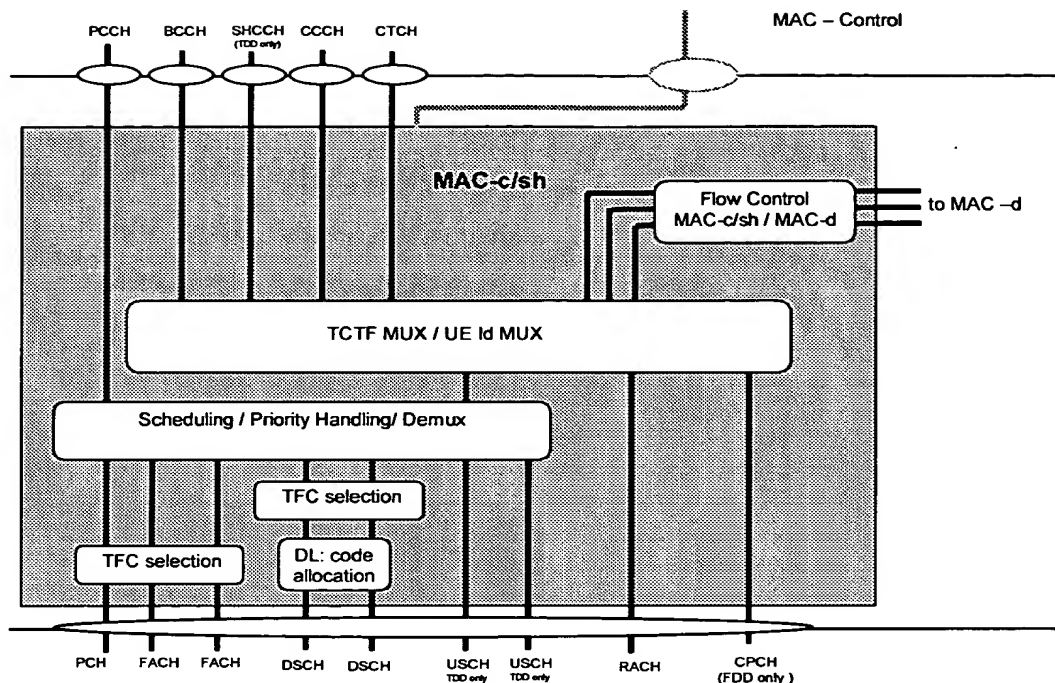 MAC – Control
PCCH BCCH SHCCH CCCH CTCH
(TDD only)
MAC-c/sh
Flow Control
MAC-c/sh / MAC-d
to MAC –d
TCTF MUX / UE Id MUX
Scheduling / Priority Handling/ Demux
TFC selection
TFC selection
DL: code
allocation
PCH FACH FACH DSCH DSCH USCH USCH RACH CPCH
TDD only TDD only (FDD only )